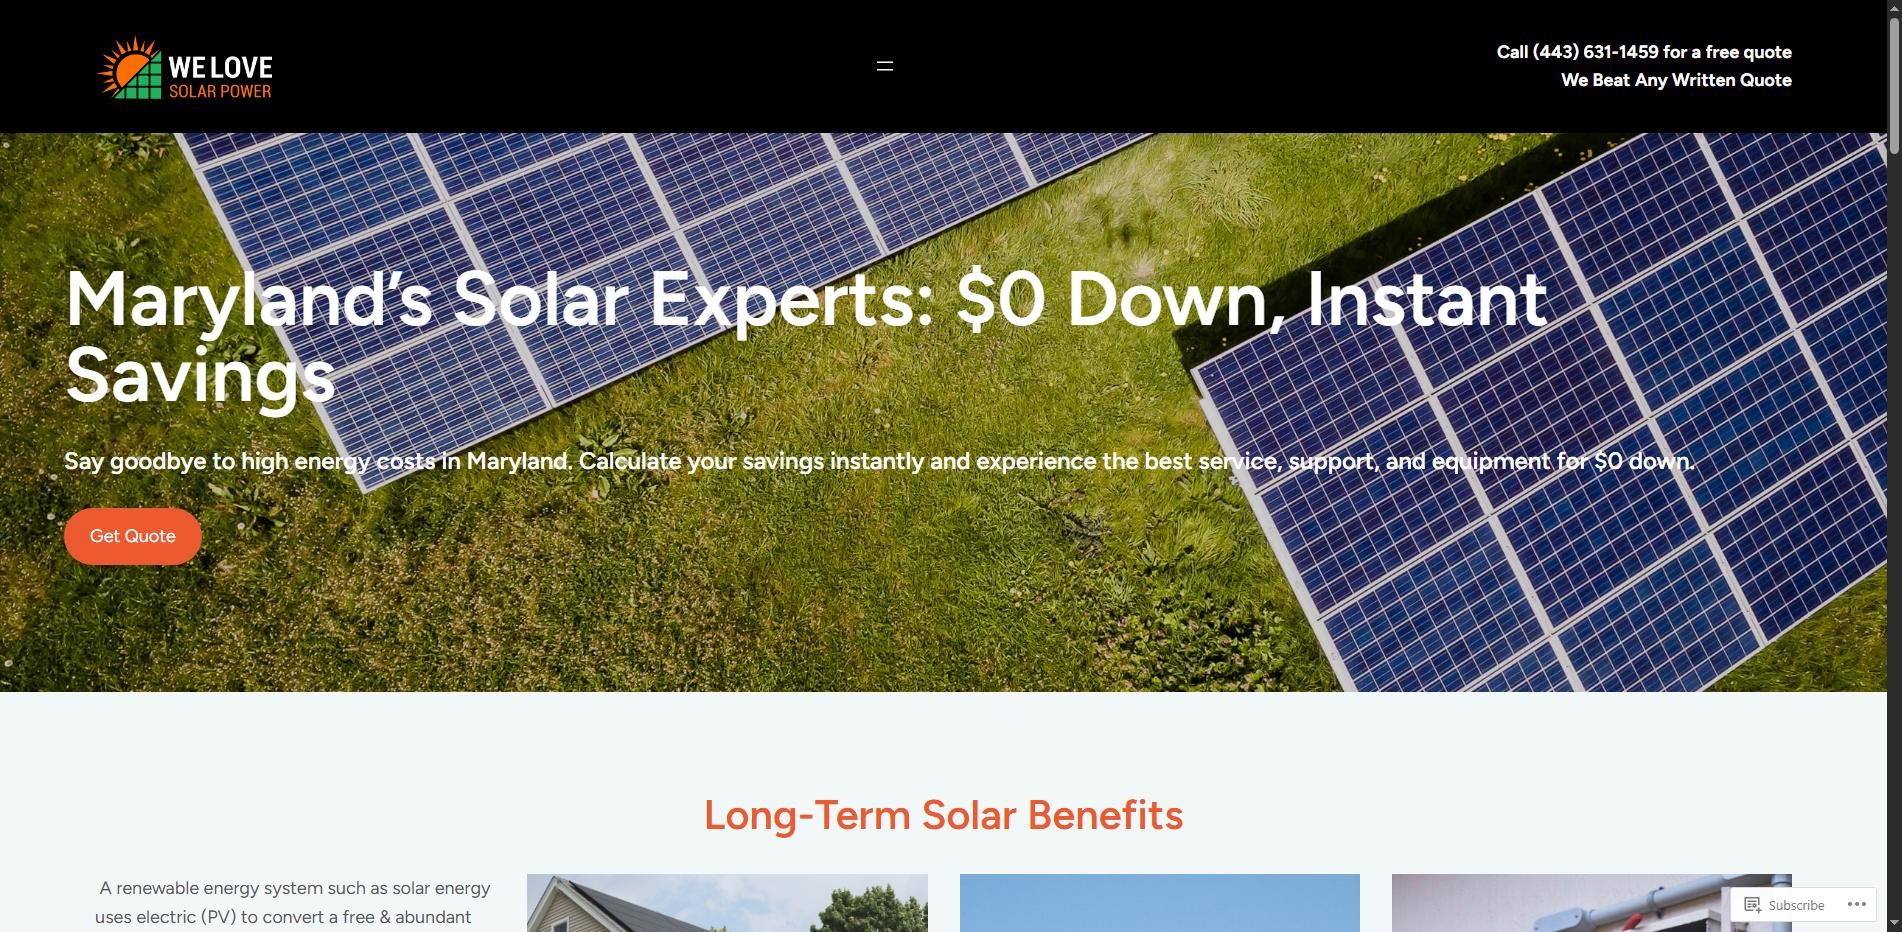 WE LOVE
SOLAR POWER
Call (443) 631-1459 for a free quote
We Beat Any Written Quote
Maryland’s Solar Experts: $0 Down, Instant
Savings
Say goodbye to high energy costs in Maryland. Calculate your savings instantly and experience the best service, support, and equipment for $0 down.
Get Quote
Long-Term Solar Benefits
A renewable energy system such as solar energy
uses electric (PV) to convert a free & abundant
Subscribe